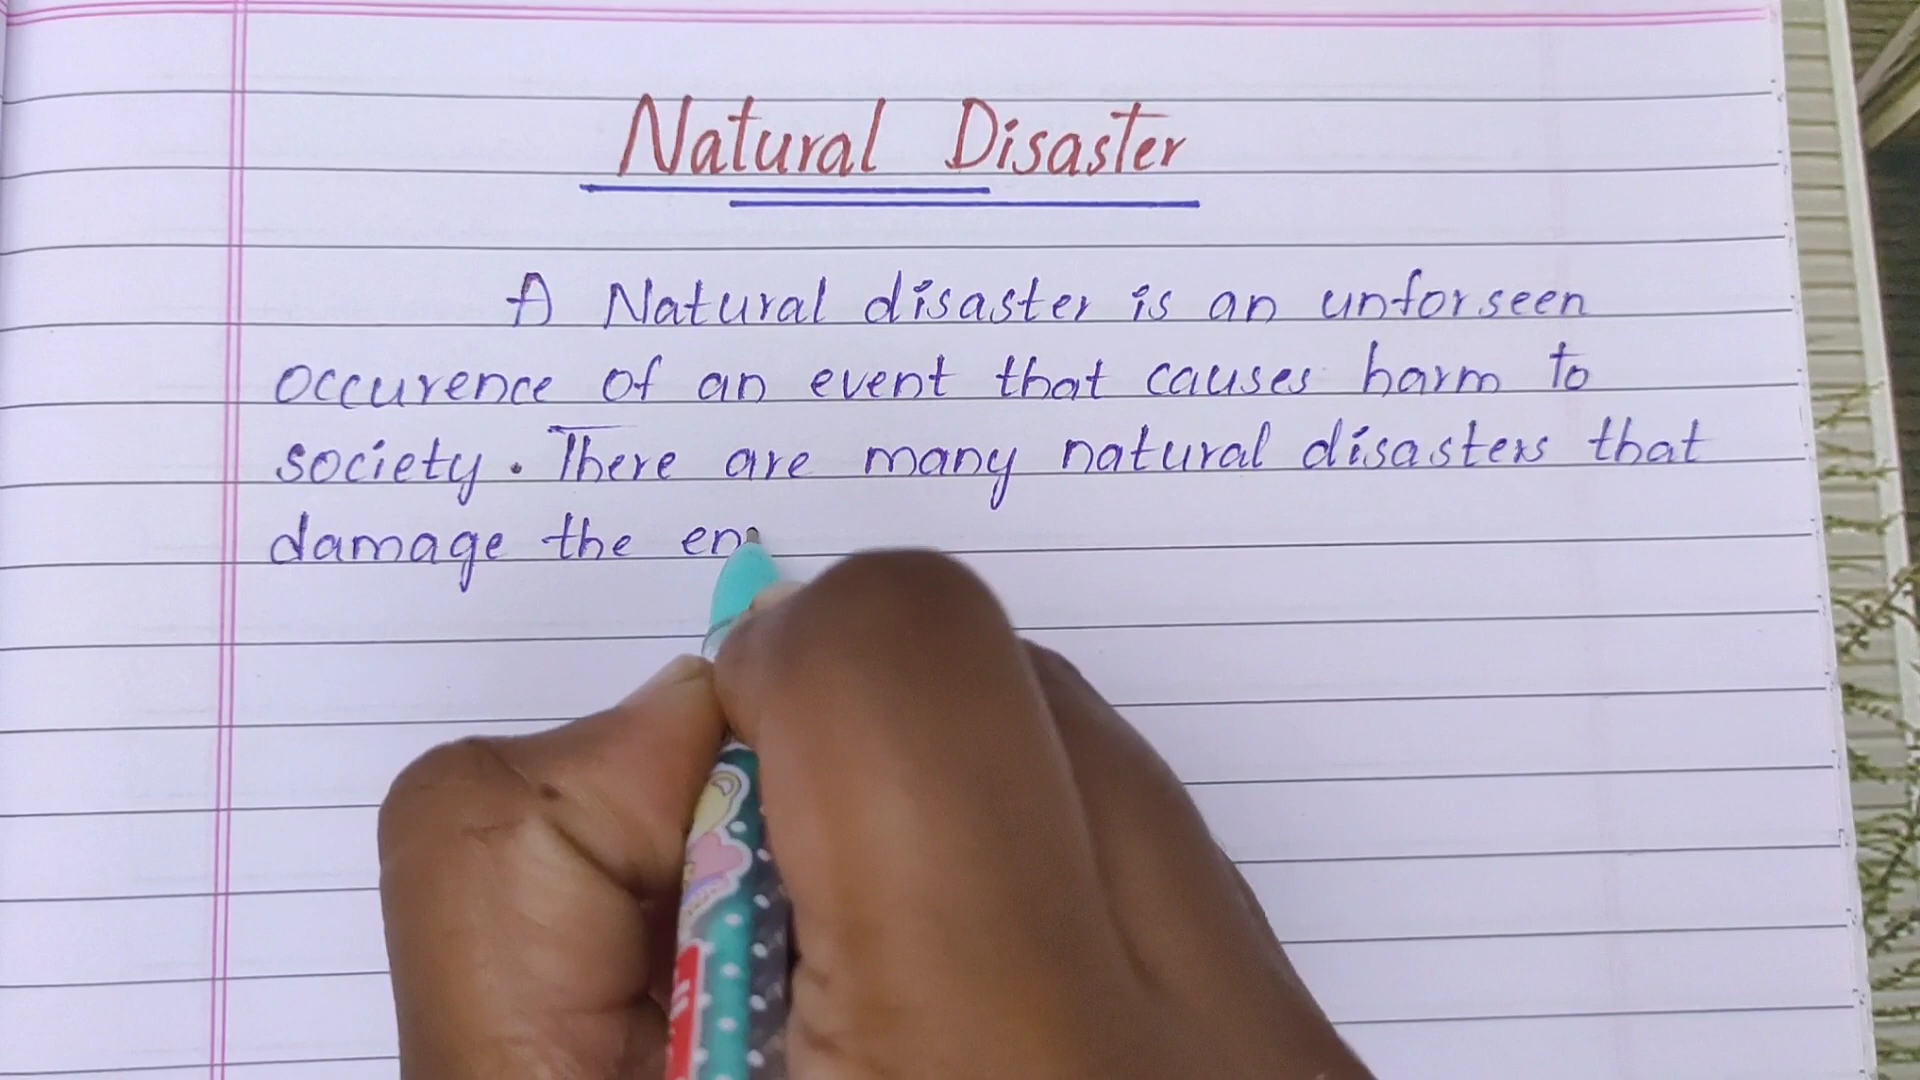 Natural Disaster
A Natural disaster is an unforseen
occurence of an event that causes harm to
society. There are many natural disasters that
damage the en